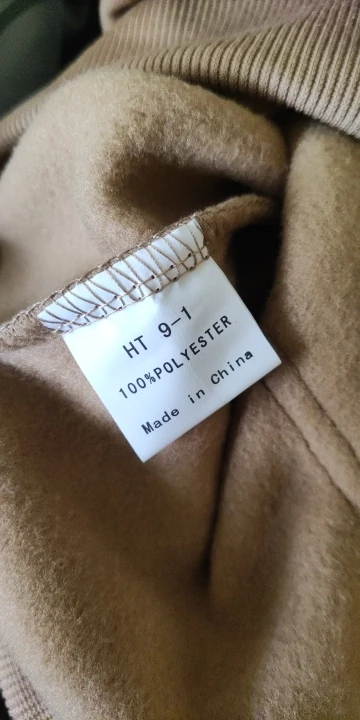 HT 9-1
100%POLYESTER
Made in China